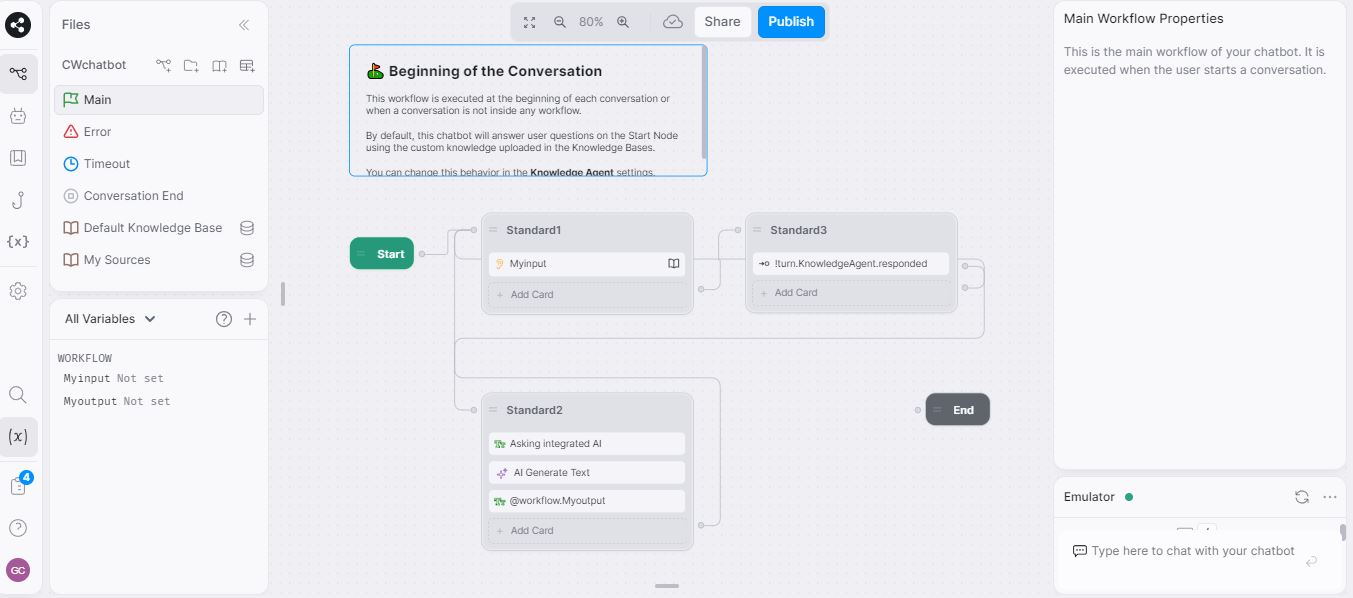 Files
CWchatbot
Main
Error
Timeout
Conversation End
Default Knowledge Base
My Sources
All Variables
WORKFLOW
Myinput Not set
Myoutput Not set
{x}
(x)
4
GC
80%
Share
Publish
Beginning of the Conversation
This workflow is executed at the beginning of each conversation or
when a conversation is not inside any workflow.
By default, this chatbot will answer user questions on the Start Node
using the custom knowledge uploaded in the Knowledge Bases.
You can change this behavior in the Knowledge Agent settings.
Start
Standard1
Myinput
+ Add Card
Standard3
!turn.KnowledgeAgent.responded
+ Add Card
Standard2
Asking integrated AI
AI Generate Text
@workflow.Myoutput
+ Add Card
End
Main Workflow Properties
This is the main workflow of your chatbot. It is
executed when the user starts a conversation.
Emulator
Type here to chat with your chatbot